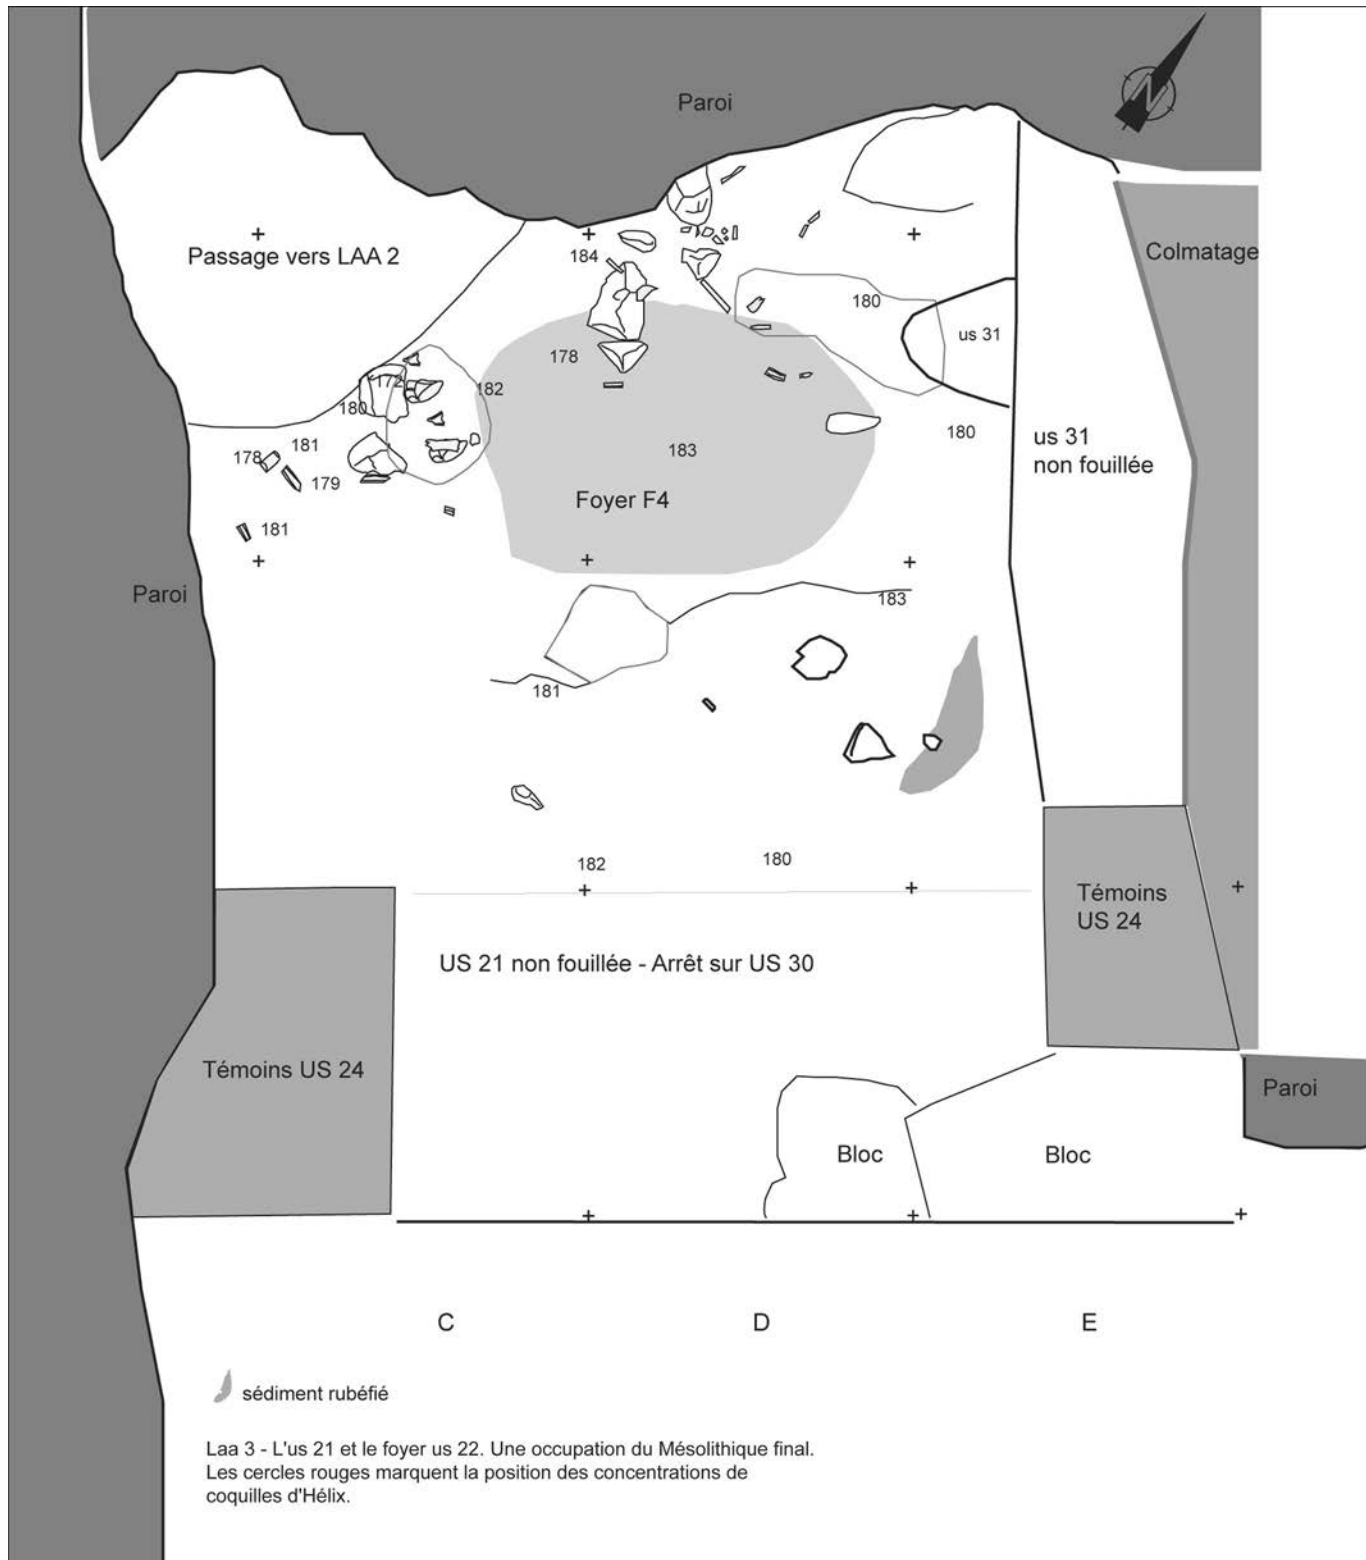 Paroi
N
Passage vers LAA 2
184
Colmatage
180
us 31
178
182
180
180
us 31
non fouillée
181
183
178
179
Foyer F4
181
Paroi
183
181
182
180
Témoins
US 24
US 21 non fouillée - Arrêt sur US 30
Témoins US 24
Paroi
Bloc
Bloc
C
D
E
sédiment rubéfié
Laa 3 - L'us 21 et le foyer us 22. Une occupation du Mésolithique final.
Les cercles rouges marquent la position des concentrations de
coquilles d'Hélix.